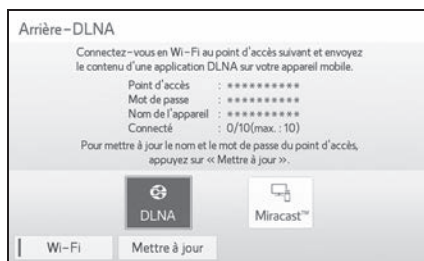 Arrière-DLNA
Connectez-vous en Wi-Fi au point d'accès suivant et envoyez
le contenu d'une application DLNA sur votre appareil mobile.
Point d'accès : **********
Mot de passe : **********
Nom de l'appareil : **********
Connecté : 0/10(max. : 10)
Pour mettre à jour le nom et le mot de passe du point d'accès,
appuyez sur « Mettre à jour ».
DLNA
Miracast™
Wi-Fi
Mettre à jour